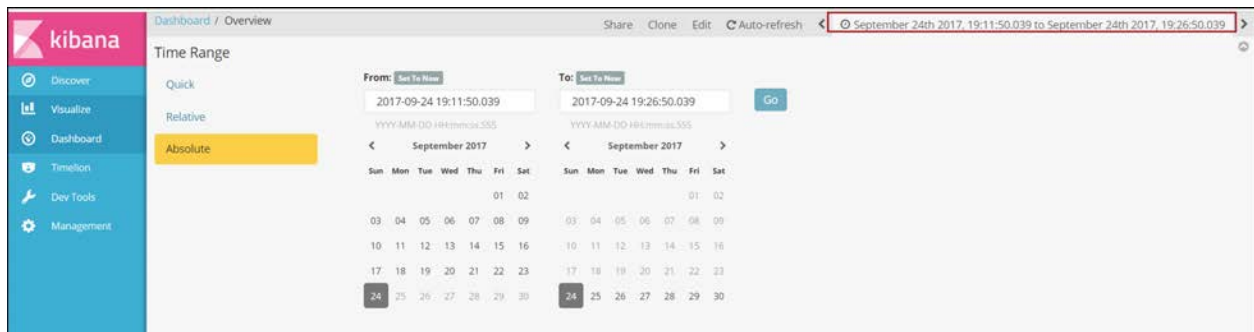 kibana
Discover
Visualize
Dashboard
Timelion
Dev Tools
Management
Dashboard / Overview
Share Clone Edit Auto-refresh September 24th 2017, 19:11:50.039 to September 24th 2017, 19:26:50.039
Time Range
Quick
Relative
Absolute
From: Set To Now
2017-09-24 19:11:50.039
YYYY-MM-DD HH:mm:ss.SSS
September 2017
Sun Mon Tue Wed Thu Fri Sat
01 02
03 04 05 06 07 08 09
10 11 12 13 14 15 16
17 18 19 20 21 22 23
24 25 26 27 28 29 30
To: Set To Now
2017-09-24 19:26:50.039
YYYY-MM-DD HH:mm:ss.SSS
September 2017
Sun Mon Tue Wed Thu Fri Sat
01 02
03 04 05 06 07 08 09
10 11 12 13 14 15 16
17 18 19 20 21 22 23
24 25 26 27 28 29 30
Go